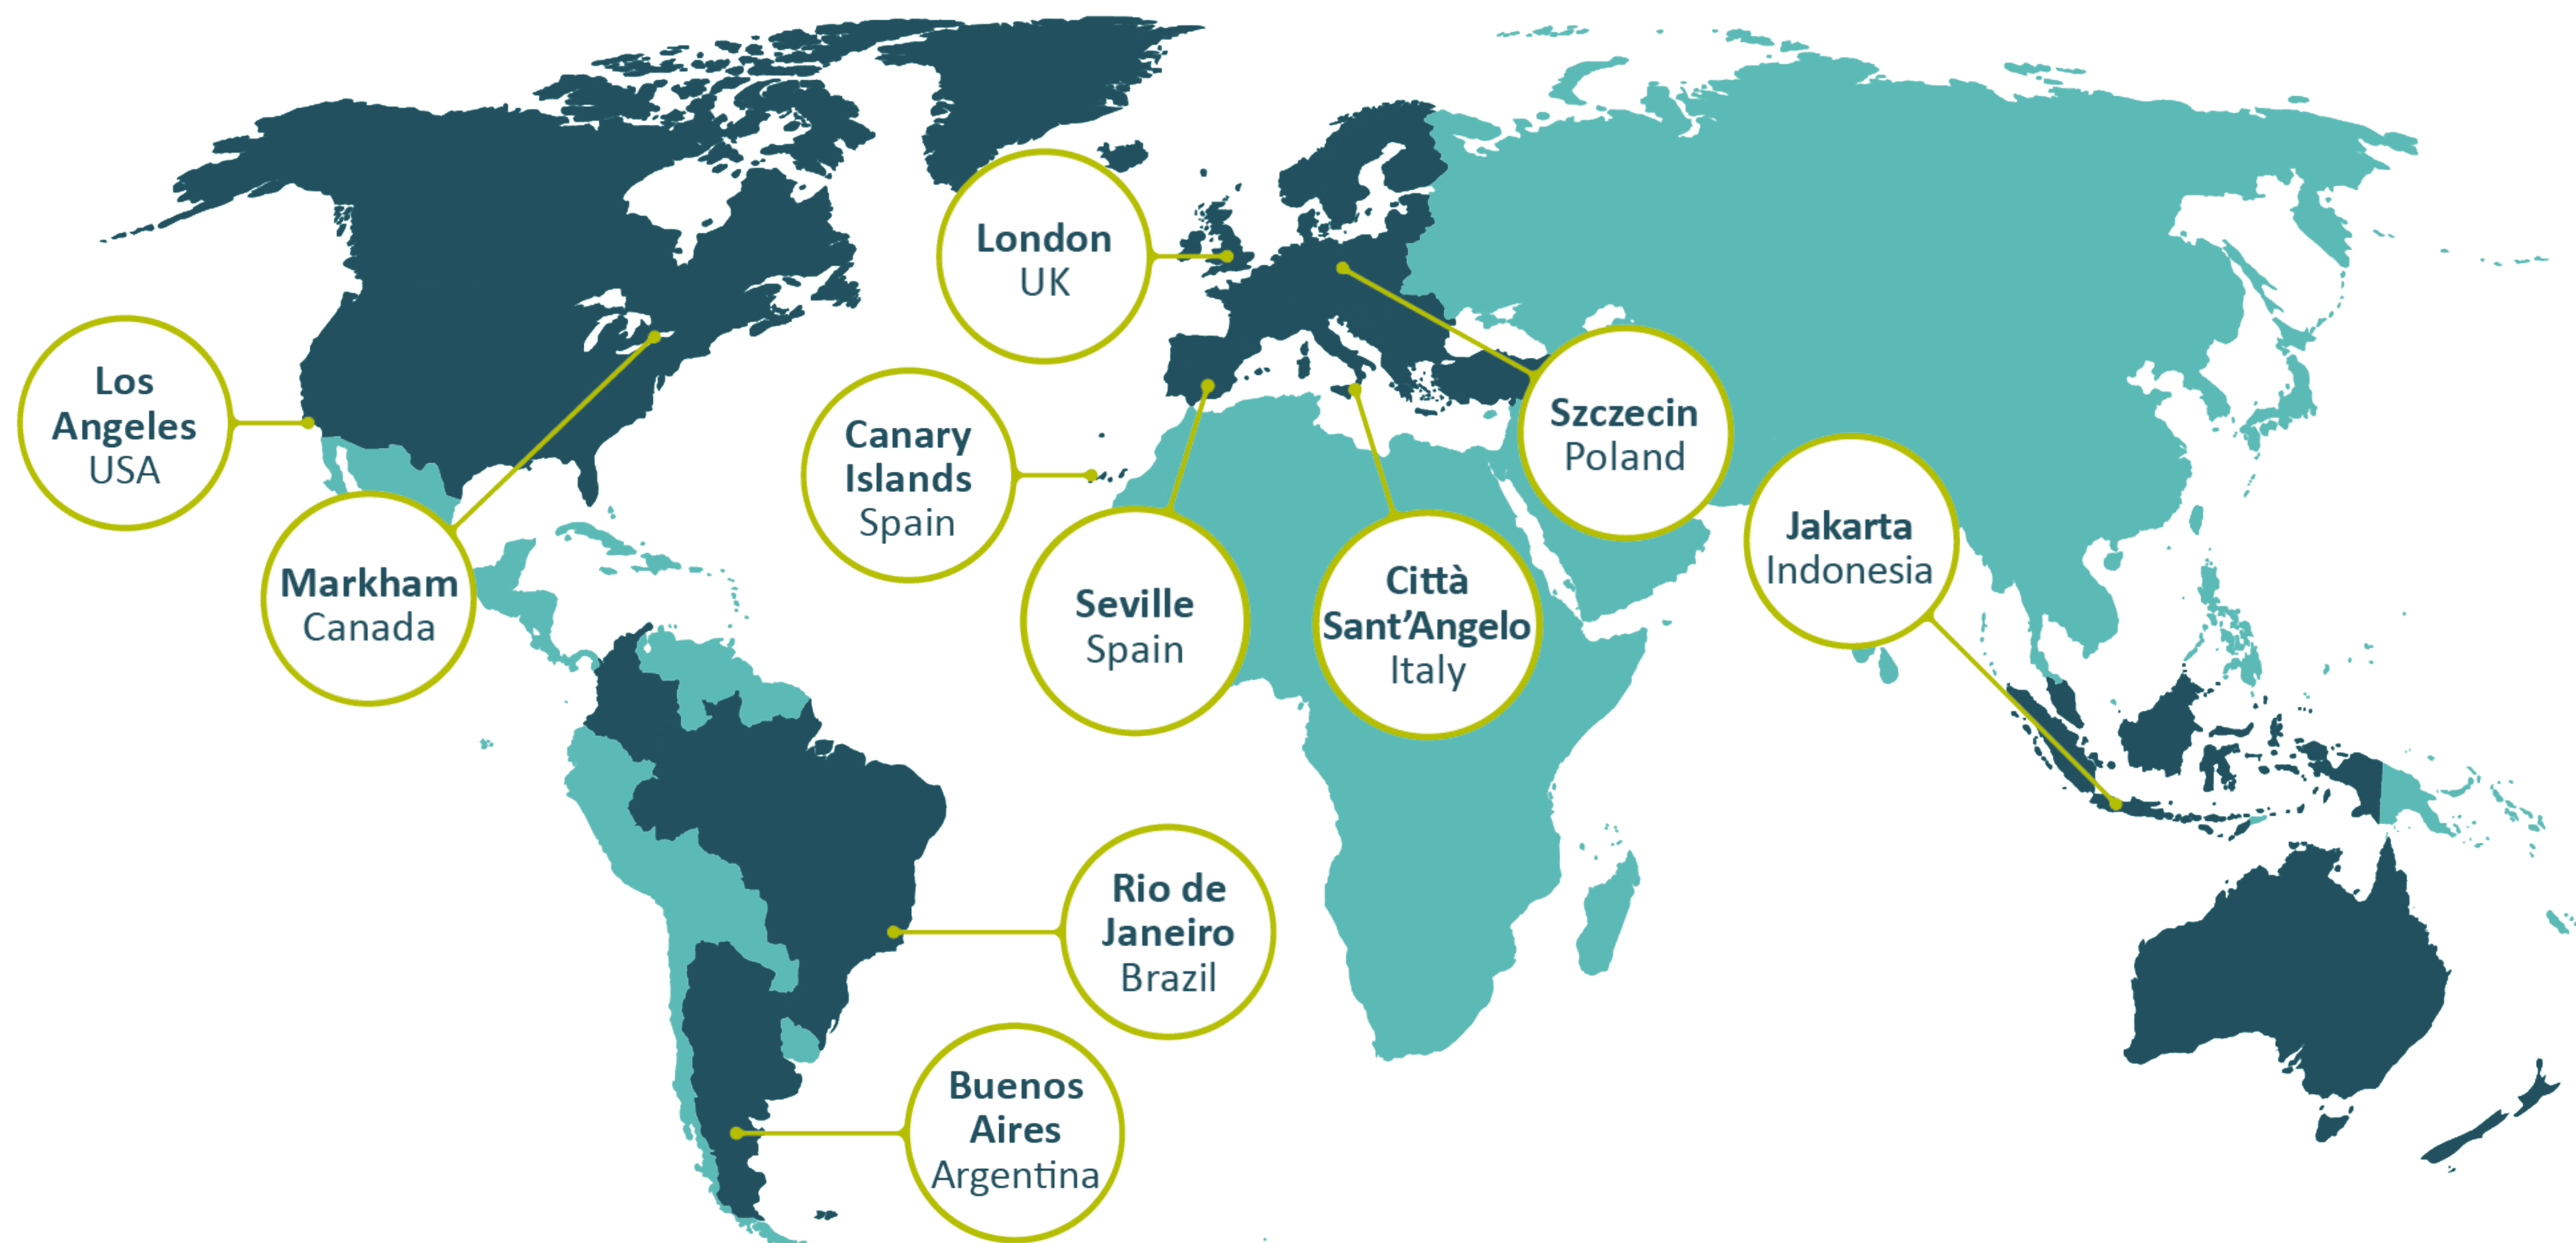 London
UK
Los
Angeles
USA
Canary
Islands
Spain
Szczecin
Poland
Markham
Canada
Seville
Spain
Città
Sant’Angelo
Italy
Jakarta
Indonesia
Rio de
Janeiro
Brazil
Buenos
Aires
Argentina